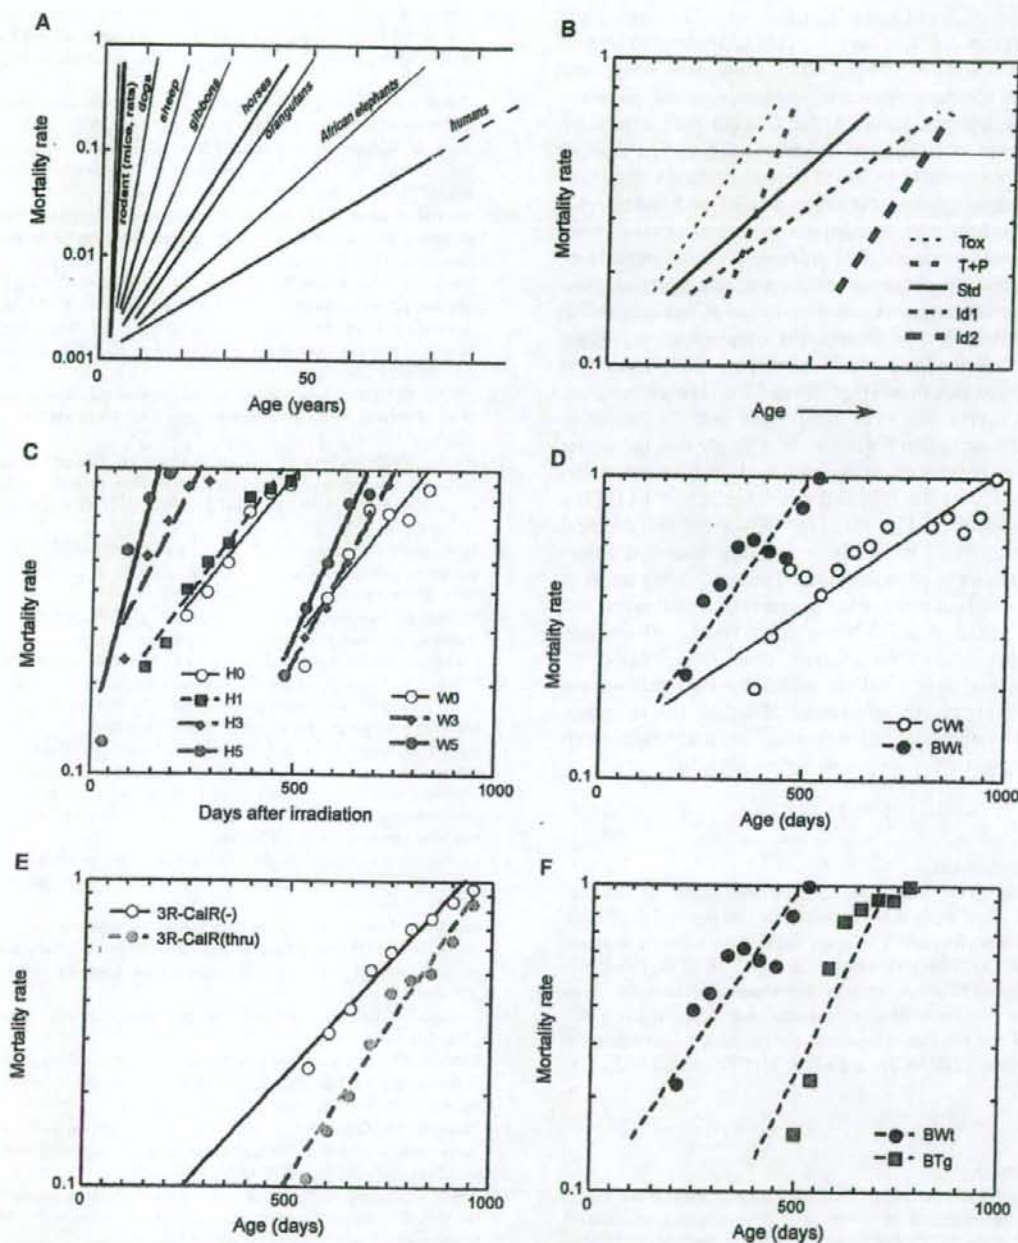 A
1
0.1
0.01
0.001
Mortality rate
rodent (mice, rats)
dogs
sheep
gibbons
horses
orangutans
African elephants
humans
0
50
Age (years)
B
1
0.1
Mortality rate
Tox
T+P
Std
Id1
Id2
Age
C
1
0.1
Mortality rate
H0
H1
H3
H5
W0
W3
W5
0
500
1000
Days after irradiation
D
1
0.1
Mortality rate
CWt
BWt
0
500
1000
Age (days)
E
1
0.1
Mortality rate
3R-CalR(-)
3R-CalR(thru)
0
5000
1000
Age (days)
F
1
0.1
Mortality rate
BWt
BTg
0
500
1000
Age (days)